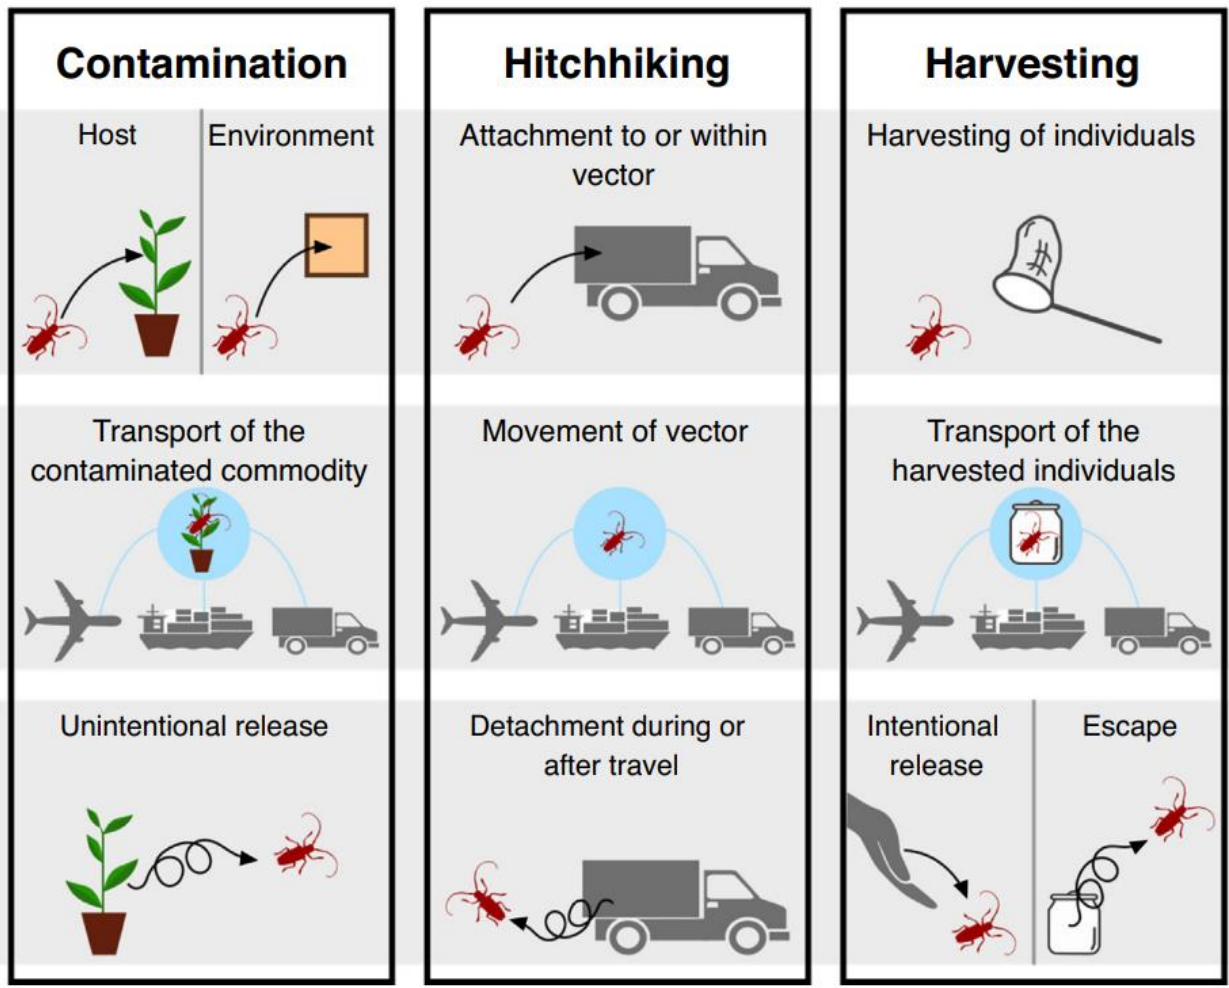 Contamination
Host
Environment
Transport of the
contaminated commodity
Unintentional release
Hitchhiking
Attachment to or within
vector
Movement of vector
Detachment during or
after travel
Harvesting
Harvesting of individuals
Transport of the
harvested individuals
Intentional
release
Escape